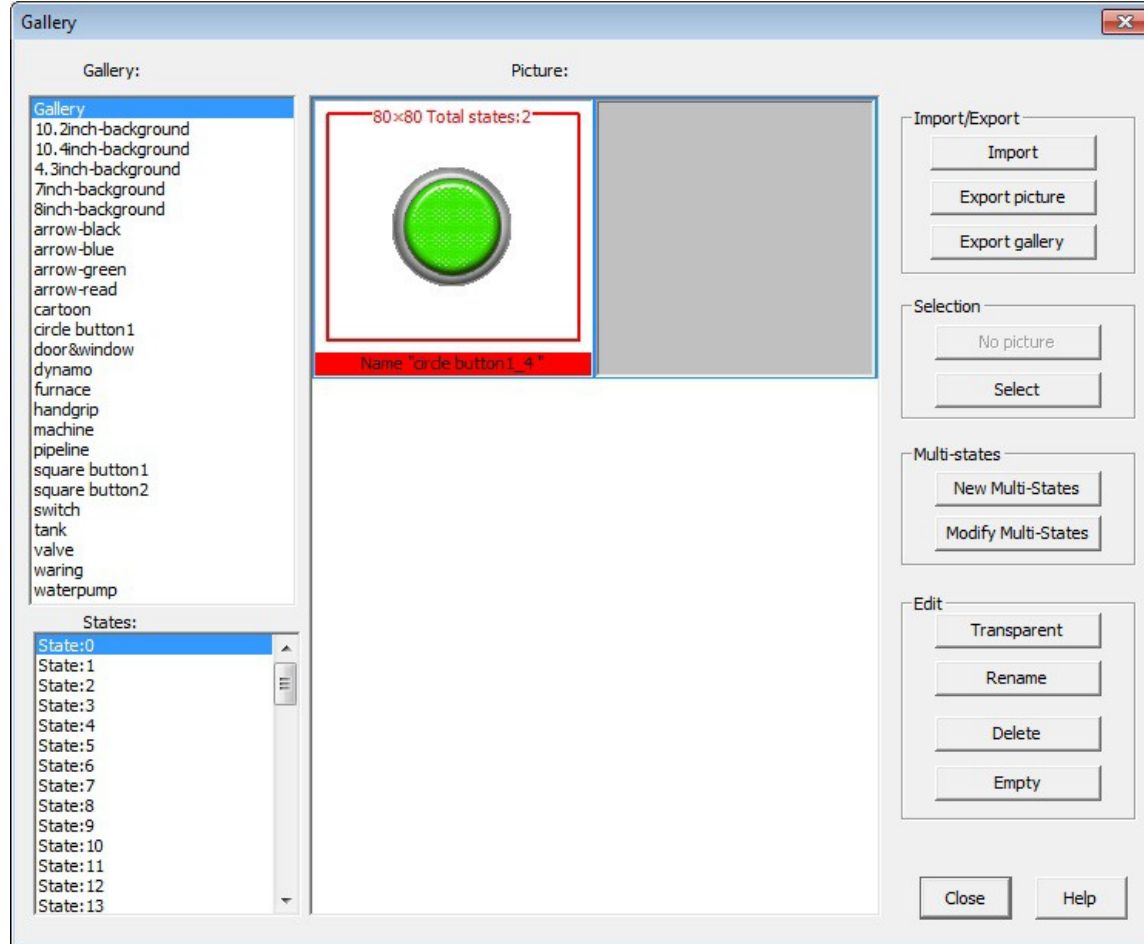 Gallery
Gallery:
Picture:
Gallery
10.2inch-background
10.4inch-background
4.3inch-background
7inch-background
8inch-background
arrow-black
arrow-blue
arrow-green
arrow-read
cartoon
circle button1
door&window
dynamo
furnace
handgrip
machine
pipeline
square button1
square button2
switch
tank
valve
waring
waterpump
States:
State:0
State:1
State:2
State:3
State:4
State:5
State:6
State:7
State:8
State:9
State:10
State:11
State:12
State:13
80×80 Total states:2
Name "circle button1_4 "
Import/Export
Import
Export picture
Export gallery
Selection
No picture
Select
Multi-states
New Multi-States
Modify Multi-States
Edit
Transparent
Rename
Delete
Empty
Close
Help